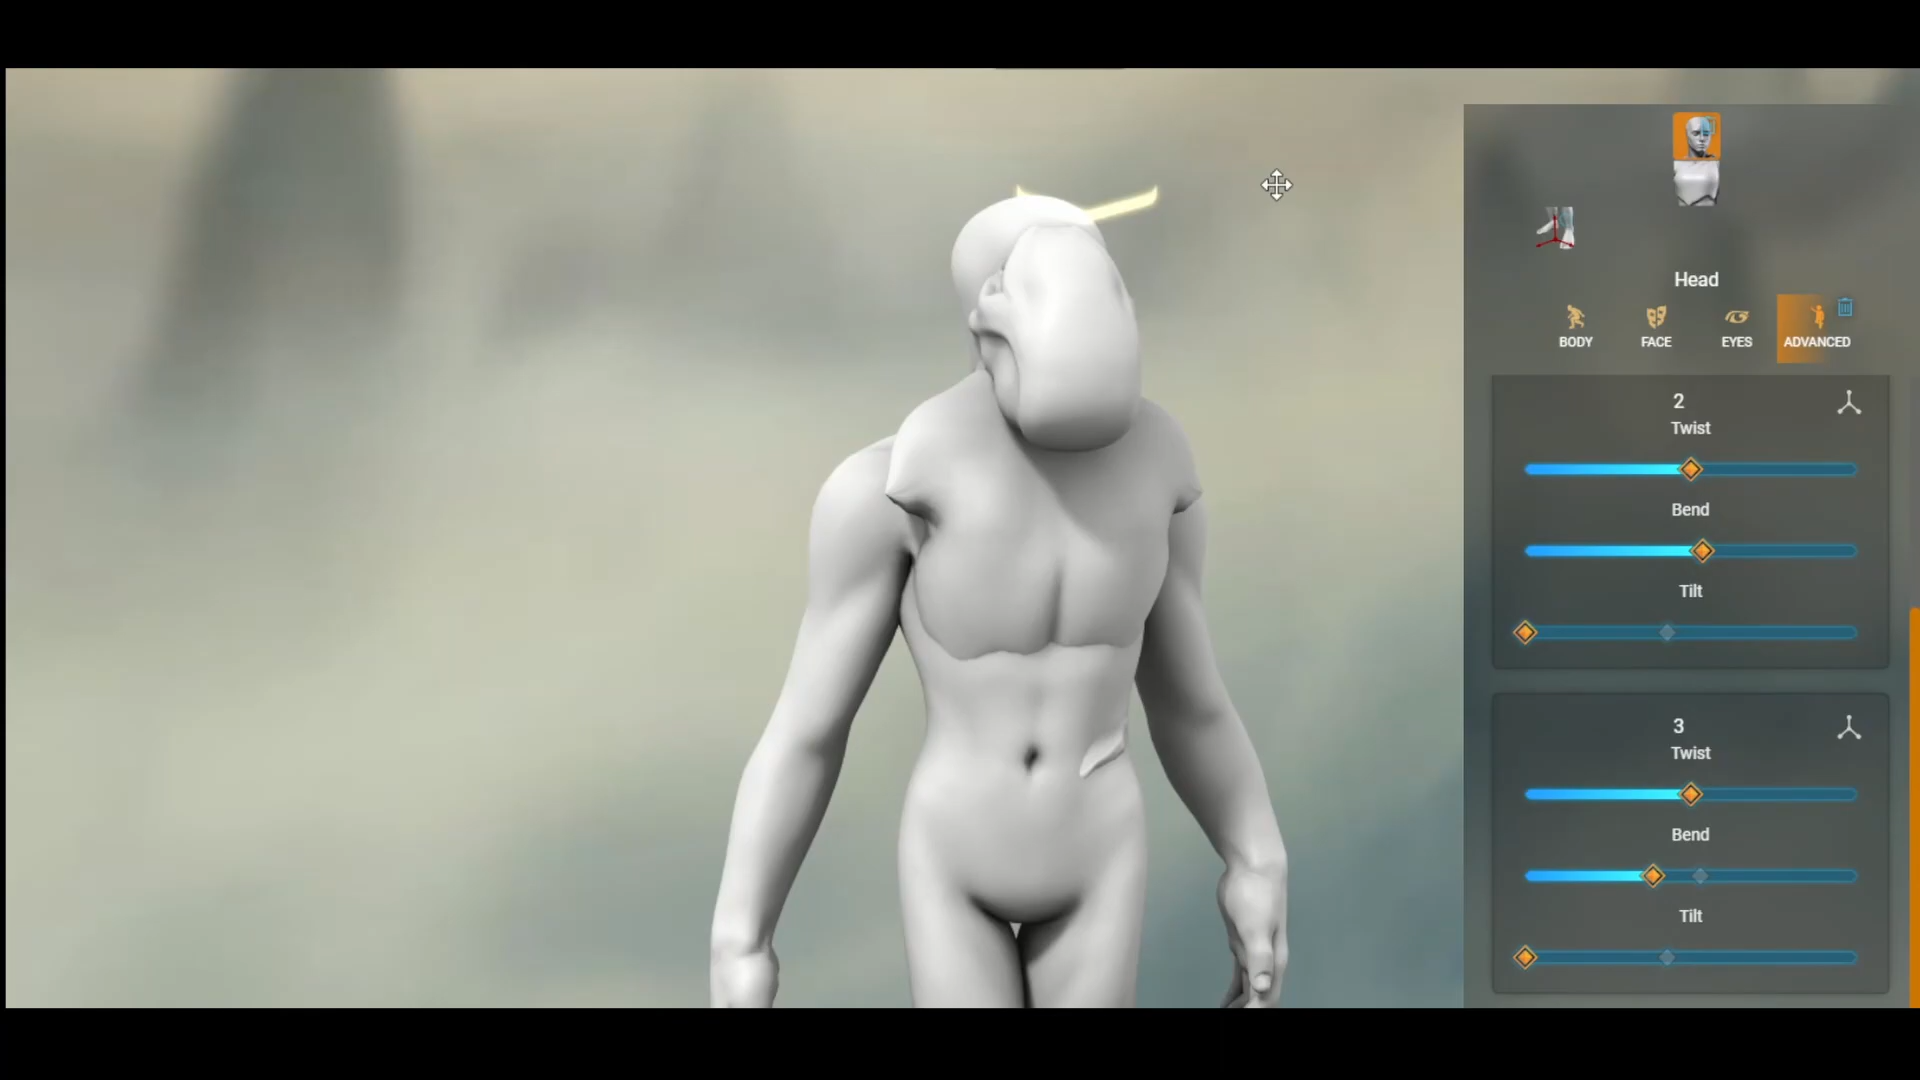 Head
BODY
FACE
EYES
ADVANCED
2
Twist
Bend
Tilt
3
Twist
Bend
Tilt